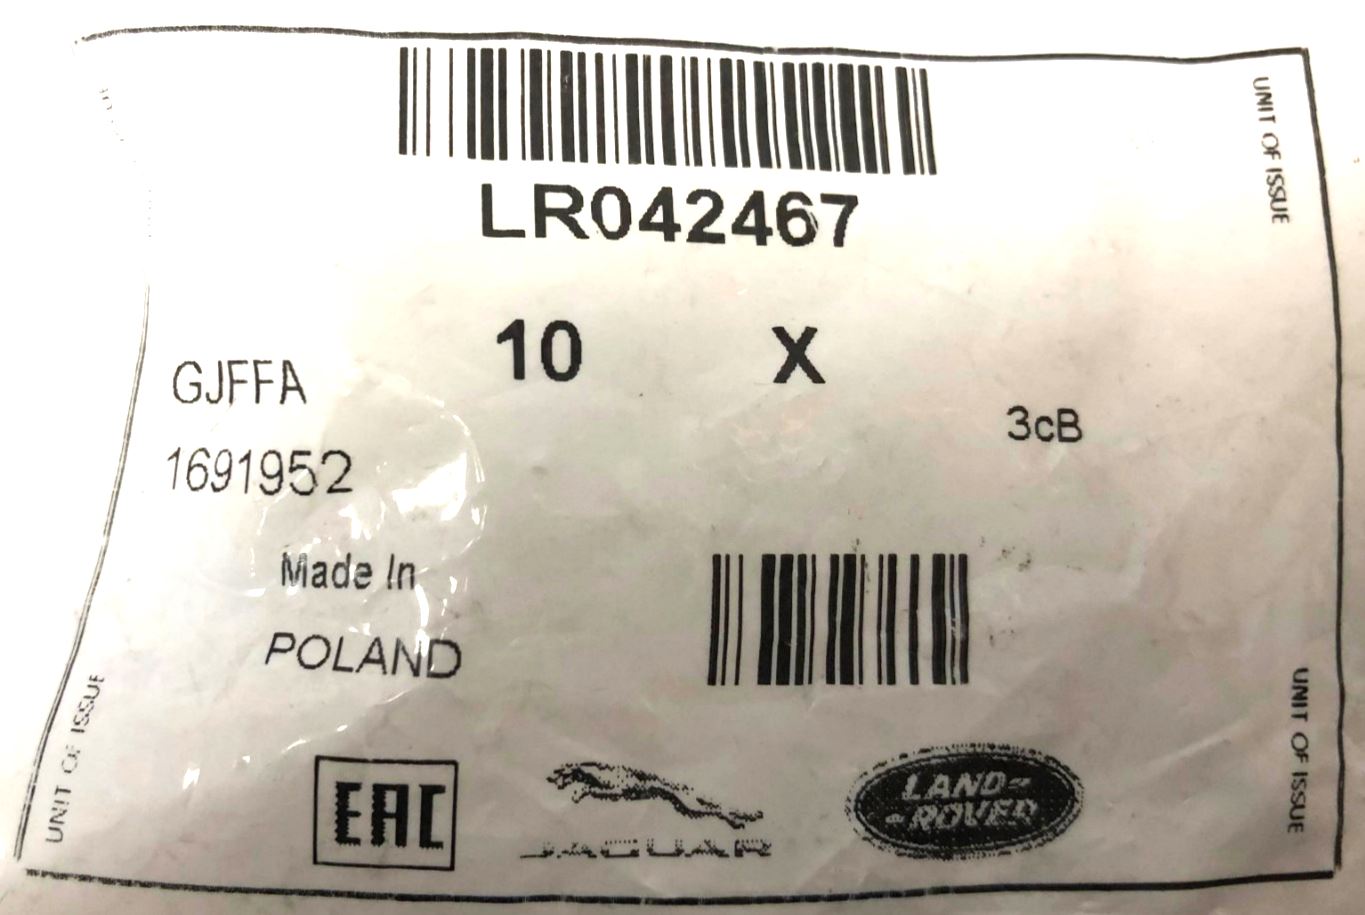 UNIT OF ISSUE
LR042467
10 X
GJFFA
3cB
1691952
Made In
POLAND
UNIT OF ISSUE
UNIT OF ISSUE
EAC
JAGUAR
LAND-
-ROVER